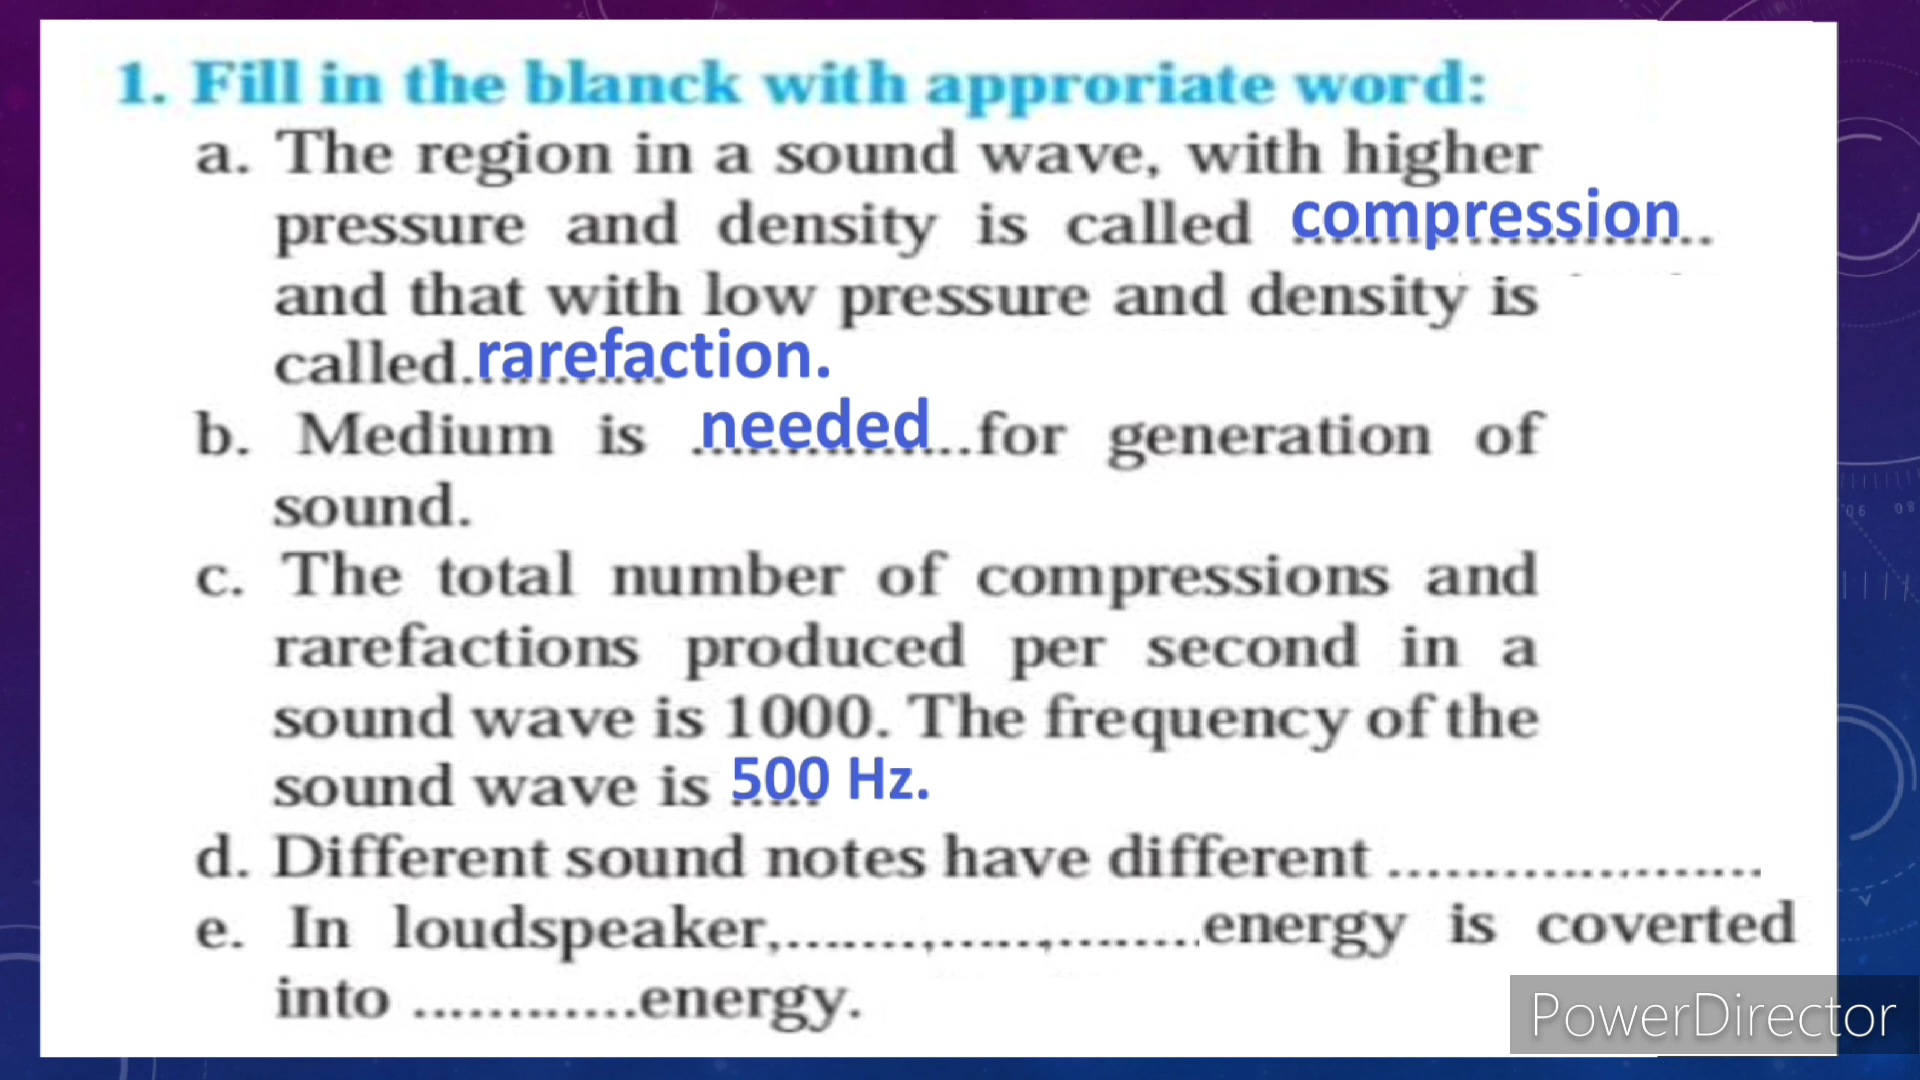 1. Fill in the blanck with approriate word:
a. The region in a sound wave, with higher
pressure and density is called compression..
and that with low pressure and density is
called.rarefaction.
b. Medium is needed..for generation of
sound.
c. The total number of compressions and
rarefactions produced per second in a
sound wave is 1000. The frequency of the
sound wave is 500 Hz.
d. Different sound notes have different ........................
e. In loudspeaker,...........................energy is coverted
into ............energy.
06 08
PowerDirector